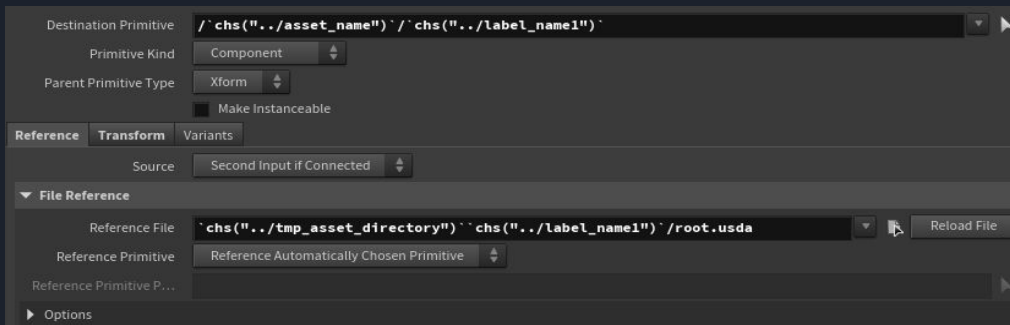 Destination Primitive /`chs("../asset_name")`/`chs("../label_name1")`
Primitive Kind Component
Parent Primitive Type Xform
Make Instanceable
Reference Transform Variants
Source Second Input if Connected
File Reference
Reference File `chs("../tmp_asset_directory")``chs("../label_name1")`/root.usda Reload File
Reference Primitive Reference Automatically Chosen Primitive
Reference Primitive P...
Options